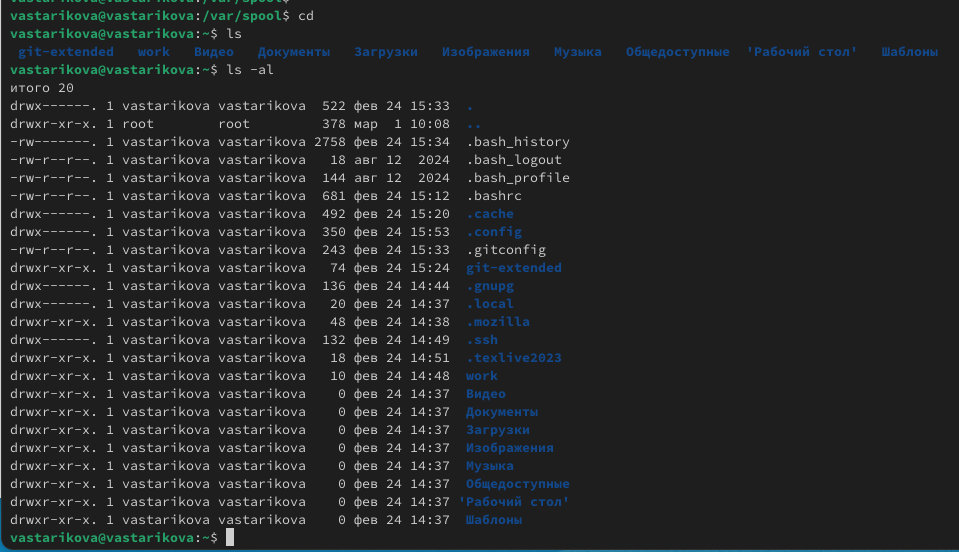 vastarikova@vastarikova:/var/spool$
vastarikova@vastarikova:/var/spool$ cd
vastarikova@vastarikova:~$ ls
git-extended work Видео Документы Загрузки Изображения Музыка Общедоступные 'Рабочий стол' Шаблоны
vastarikova@vastarikova:~$ ls -al
итого 20
drwx------. 1 vastarikova vastarikova 522 фев 24 15:33 .
drwxr-xr-x. 1 root root 378 мар 1 10:08 ..
-rw-------. 1 vastarikova vastarikova 2758 фев 24 15:34 .bash_history
-rw-r--r--. 1 vastarikova vastarikova 18 авг 12 2024 .bash_logout
-rw-r--r--. 1 vastarikova vastarikova 144 авг 12 2024 .bash_profile
-rw-r--r--. 1 vastarikova vastarikova 681 фев 24 15:12 .bashrc
drwx------. 1 vastarikova vastarikova 492 фев 24 15:20 .cache
drwx------. 1 vastarikova vastarikova 350 фев 24 15:53 .config
-rw-r--r--. 1 vastarikova vastarikova 243 фев 24 15:33 .gitconfig
drwxr-xr-x. 1 vastarikova vastarikova 74 фев 24 15:24 git-extended
drwx------. 1 vastarikova vastarikova 136 фев 24 14:44 .gnupg
drwx------. 1 vastarikova vastarikova 20 фев 24 14:37 .local
drwxr-xr-x. 1 vastarikova vastarikova 48 фев 24 14:38 .mozilla
drwx------. 1 vastarikova vastarikova 132 фев 24 14:49 .ssh
drwxr-xr-x. 1 vastarikova vastarikova 18 фев 24 14:51 .texlive2023
drwxr-xr-x. 1 vastarikova vastarikova 10 фев 24 14:48 work
drwxr-xr-x. 1 vastarikova vastarikova 0 фев 24 14:37 Видео
drwxr-xr-x. 1 vastarikova vastarikova 0 фев 24 14:37 Документы
drwxr-xr-x. 1 vastarikova vastarikova 0 фев 24 14:37 Загрузки
drwxr-xr-x. 1 vastarikova vastarikova 0 фев 24 14:37 Изображения
drwxr-xr-x. 1 vastarikova vastarikova 0 фев 24 14:37 Музыка
drwxr-xr-x. 1 vastarikova vastarikova 0 фев 24 14:37 Общедоступные
drwxr-xr-x. 1 vastarikova vastarikova 0 фев 24 14:37 'Рабочий стол'
drwxr-xr-x. 1 vastarikova vastarikova 0 фев 24 14:37 Шаблоны
vastarikova@vastarikova:~$